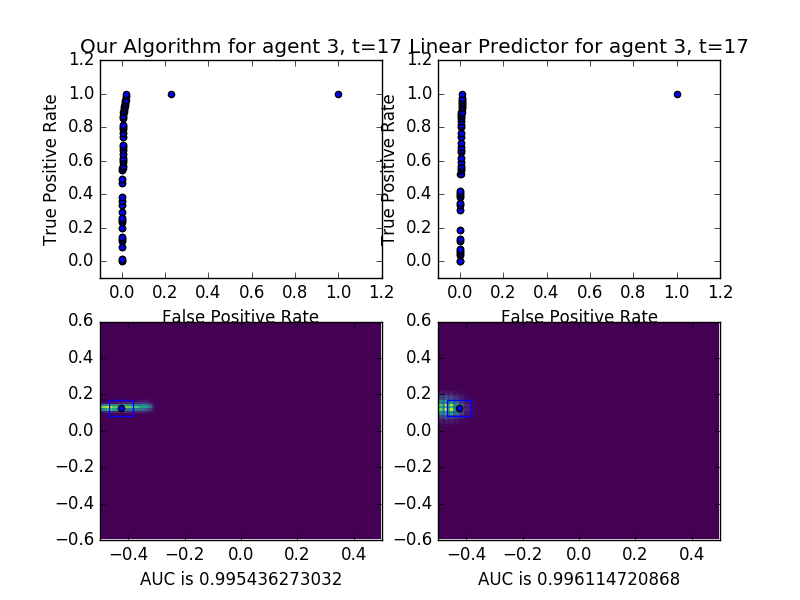 Our Algorithm for agent 3, t=17 Linear Predictor for agent 3, t=17
1.2
1.0
0.8
0.6
0.4
0.2
0.0
True Positive Rate
0.0 0.2 0.4 0.6 0.8 1.0 1.2
False Positive Rate
1.2
1.0
0.8
0.6
0.4
0.2
0.0
True Positive Rate
0.0 0.2 0.4 0.6 0.8 1.0 1.2
False Positive Rate
0.6
0.4
0.2
0.0
−0.2
−0.4
−0.6
−0.4 −0.2 0.0 0.2 0.4
AUC is 0.995436273032
0.6
0.4
0.2
0.0
−0.2
−0.4
−0.6
−0.4 −0.2 0.0 0.2 0.4
AUC is 0.996114720868